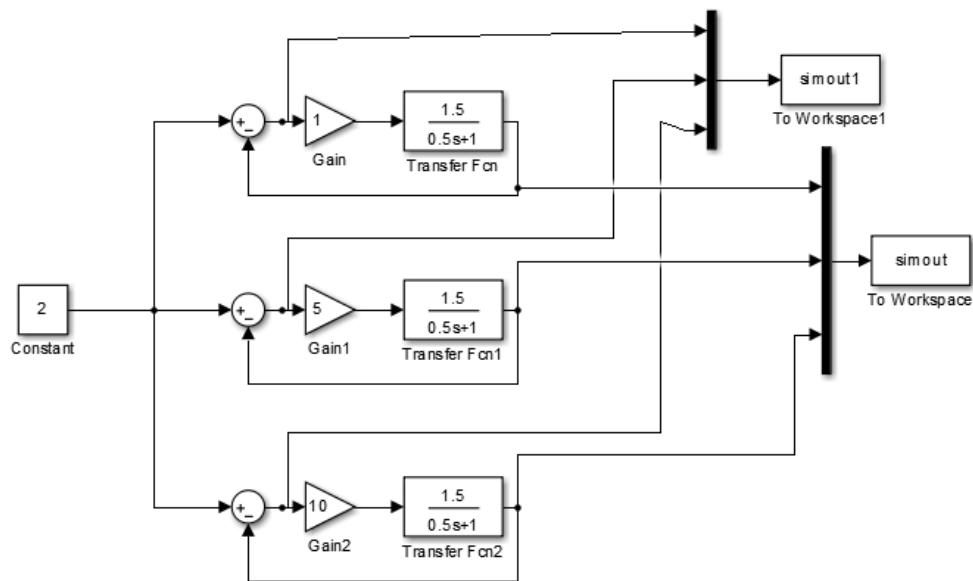 simout1
To Workspace1
+
-
1
Gain
1.5
0.5s+1
Transfer Fcn
simout
To Workspace
2
Constant
+
-
5
Gain1
1.5
0.5s+1
Transfer Fcn1
+
-
10
Gain2
1.5
0.5s+1
Transfer Fcn2